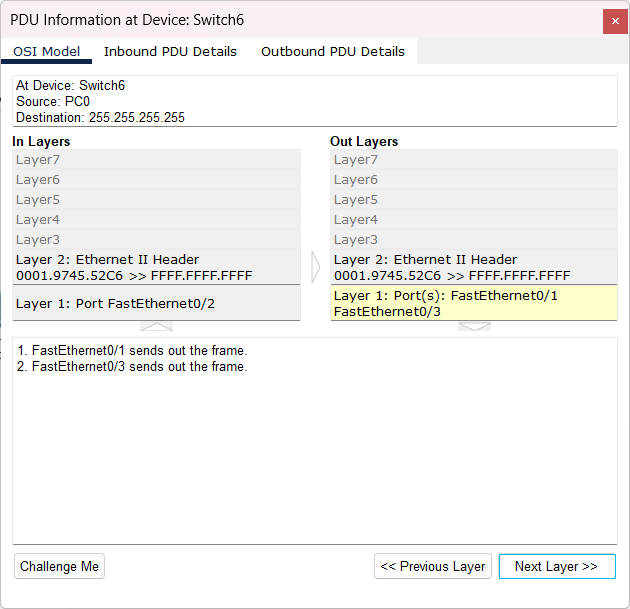 PDU Information at Device: Switch6
OSI Model Inbound PDU Details Outbound PDU Details
At Device: Switch6
Source: PC0
Destination: 255.255.255.255
In Layers
Layer7
Layer6
Layer5
Layer4
Layer3
Layer 2: Ethernet II Header
0001.9745.52C6 >> FFFF.FFFF.FFFF
Layer 1: Port FastEthernet0/2
Out Layers
Layer7
Layer6
Layer5
Layer4
Layer3
Layer 2: Ethernet II Header
0001.9745.52C6 >> FFFF.FFFF.FFFF
Layer 1: Port(s): FastEthernet0/1
FastEthernet0/3
1. FastEthernet0/1 sends out the frame.
2. FastEthernet0/3 sends out the frame.
Challenge Me << Previous Layer Next Layer >>